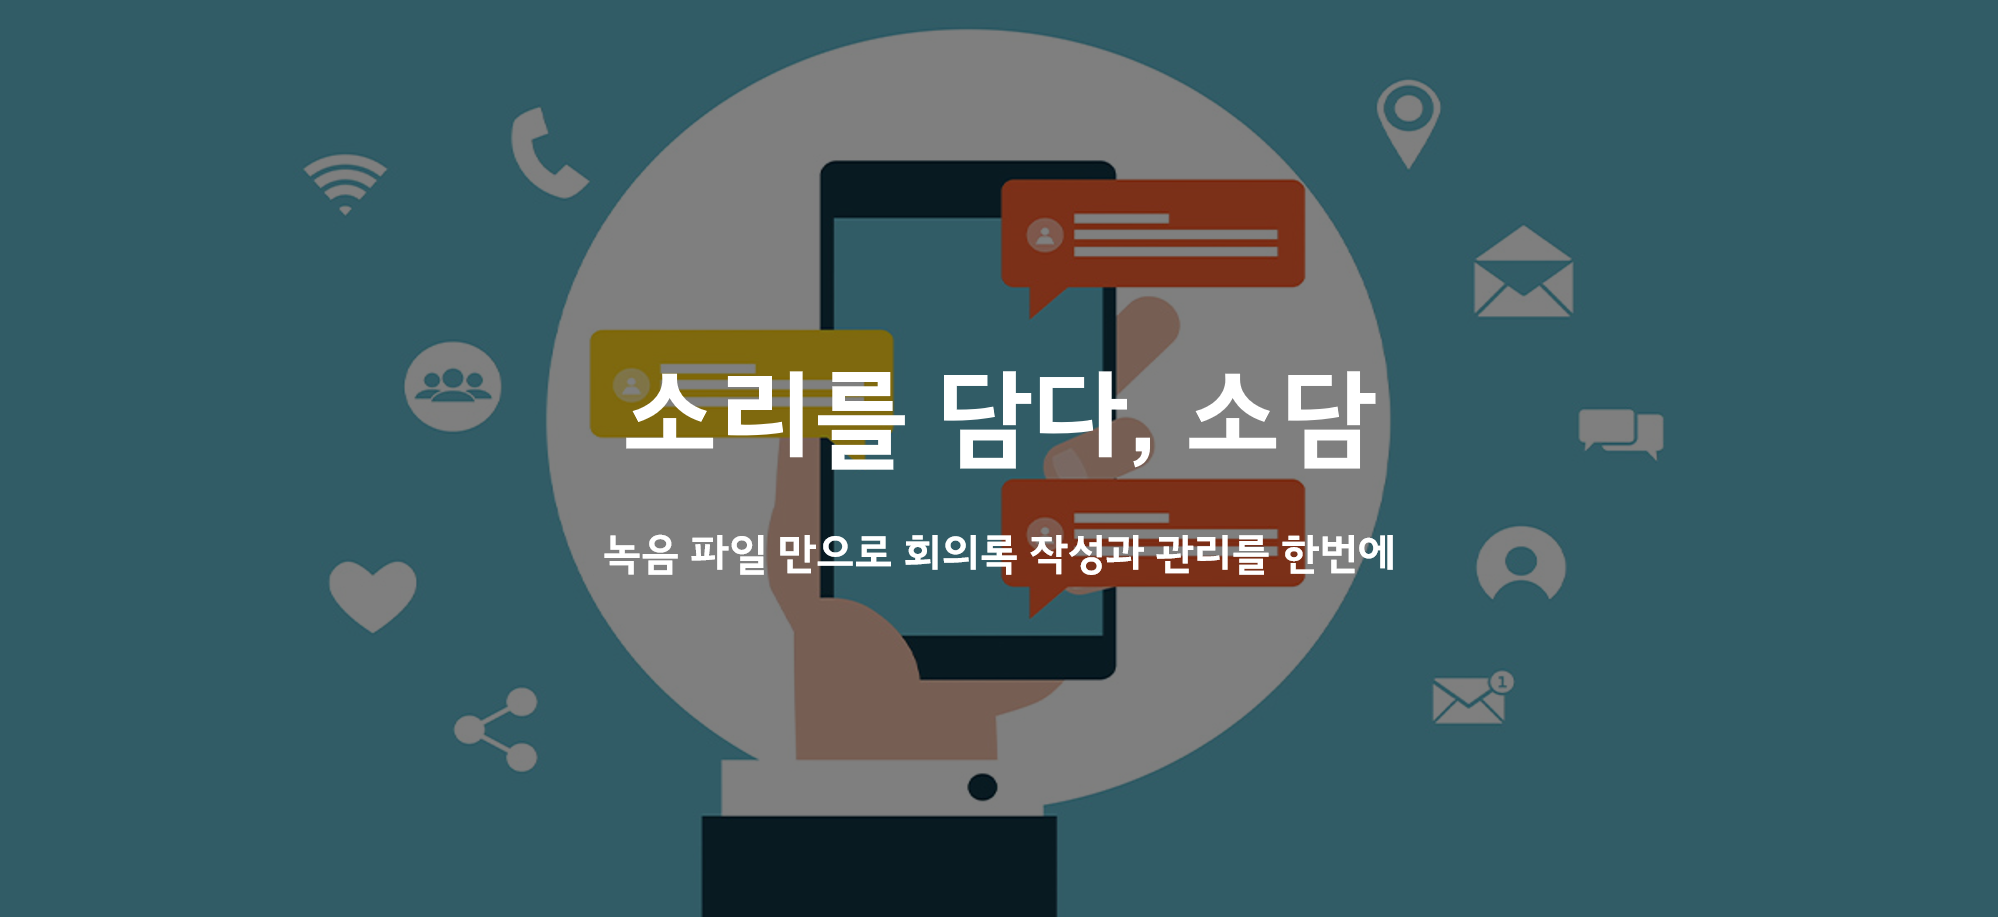 소리를 담다, 소담
녹음 파일 만으로 회의록 작성과 관리를 한번에
1